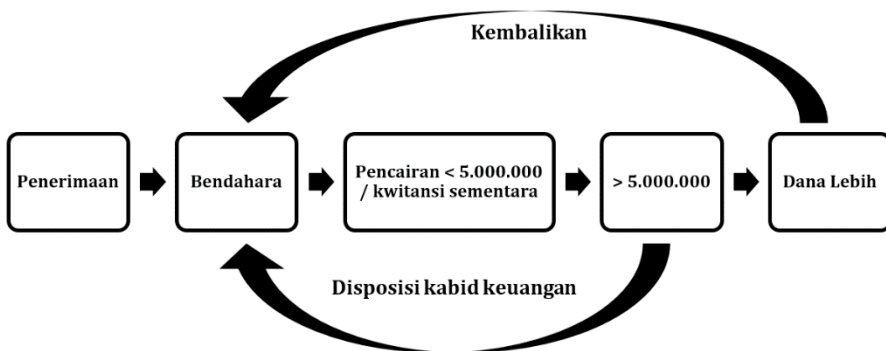 Kembalikan
Penerimaan
Bendahara
Pencairan < 5.000.000
/ kwitansi sementara
> 5.000.000
Dana Lebih
Disposisi kabid keuangan